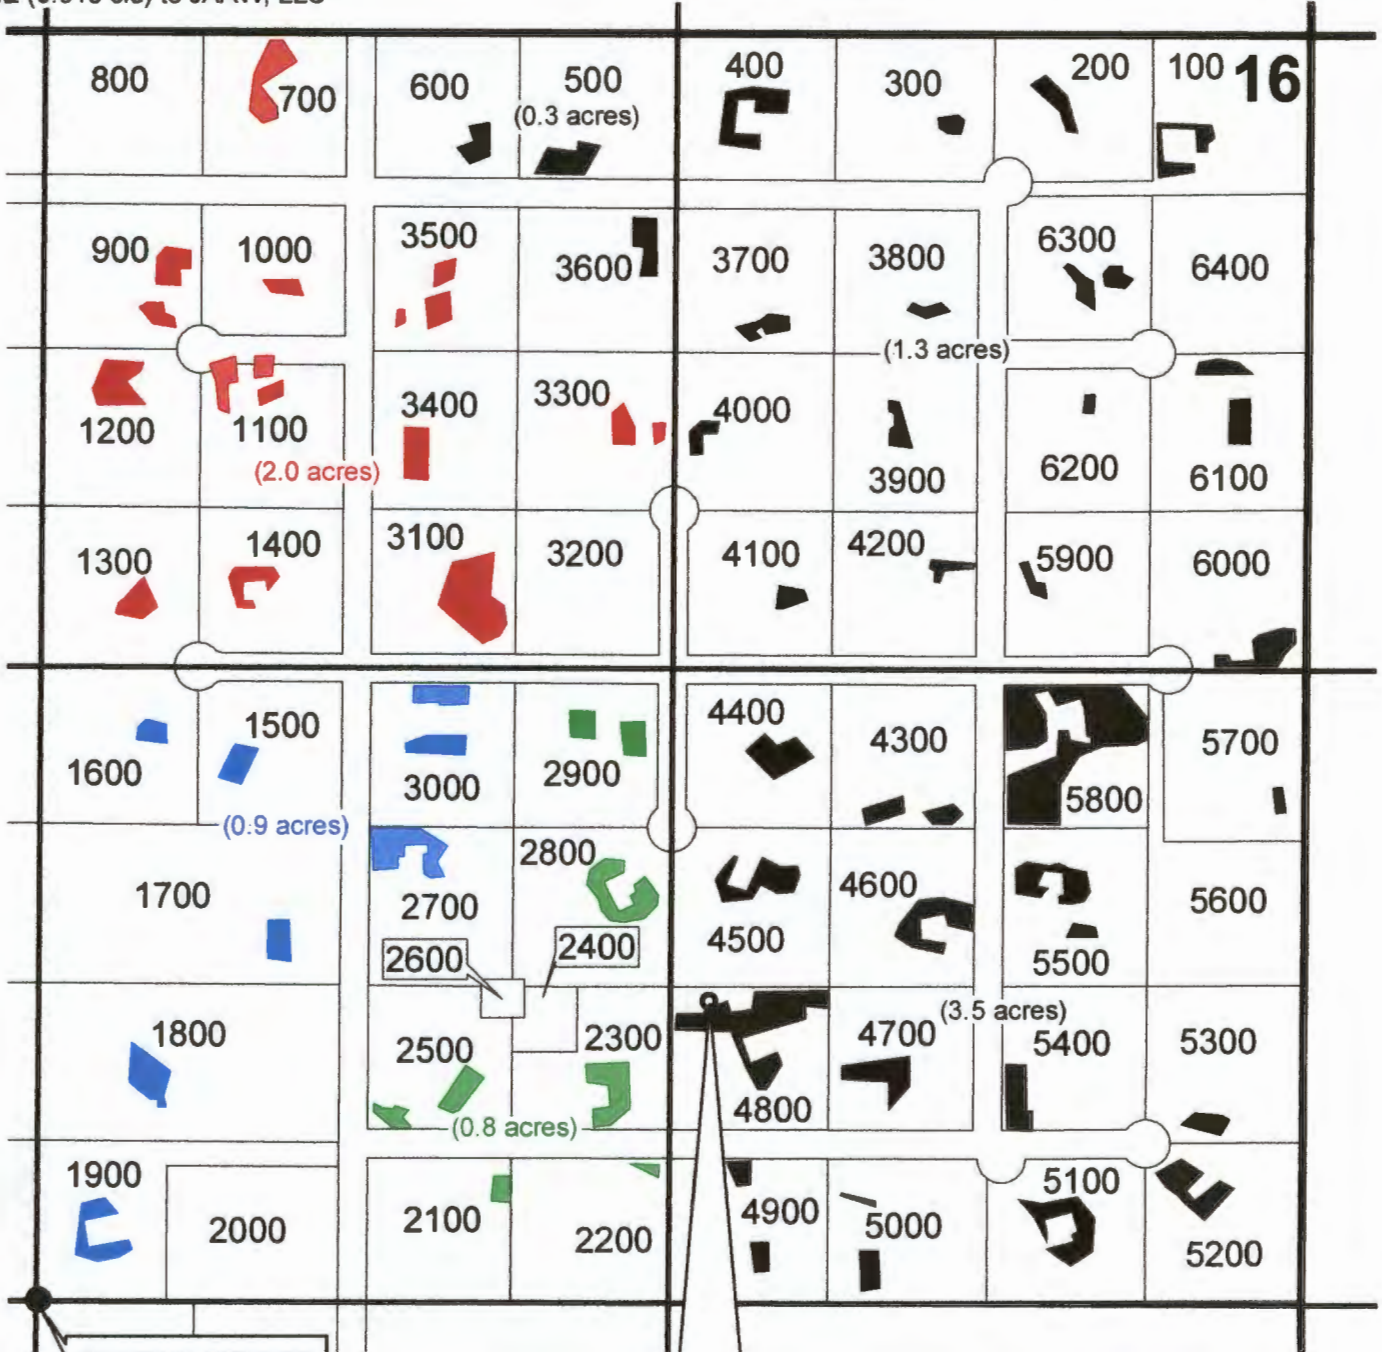 to JARW, LLC
800 700 600 500 400 300 200 100 16
(0.3 acres)
900 1000 3500 3600 3700 3800 6300 6400
(1.3 acres)
1200 1100 3400 3300 4000 3900 6200 6100
(2.0 acres)
1300 1400 3100 3200 4100 4200 5900 6000
1600 1500 3000 2900 4400 4300 5800 5700
(0.9 acres)
1700 2700 2800 4500 4600 5500 5600
2600 2400
1800 2500 2300 4800 4700 5400 5300
(3.5 acres)
(0.8 acres)
1900 2000 2100 2200 4900 5000 5100 5200